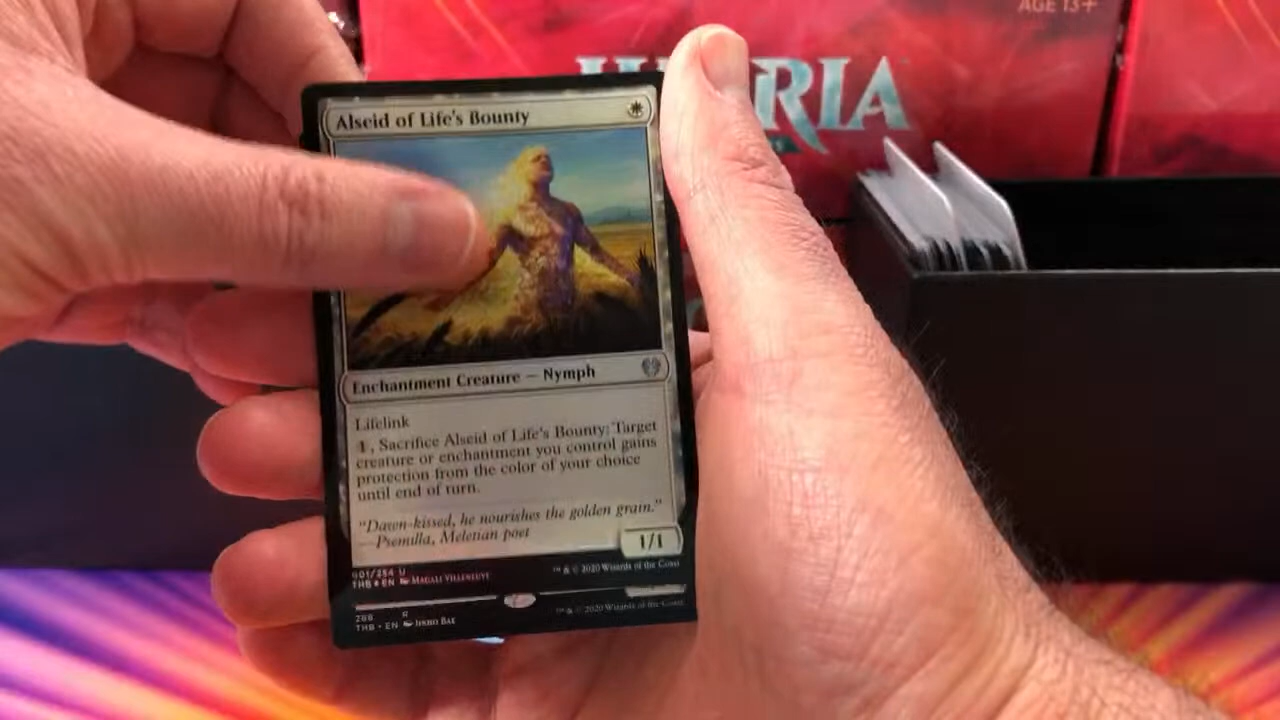 AGE 13+
RIA
Alseid of Life's Bounty
Enchantment Creature — Nymph
Lifelink
1, Sacrifice Alseid of Life's Bounty: Target
creature or enchantment you control gains
protection from the color of your choice
until end of turn.
"Dawn-kissed, he nourishes the golden grain."
—Psemilla, Meletian poet
1/1
001/254 U
THB ★ EN Magali Villeneuve
™ & © 2020 Wizards of the Coast
268 R
THB • EN
™ & © 2020 Wizards of the Coast